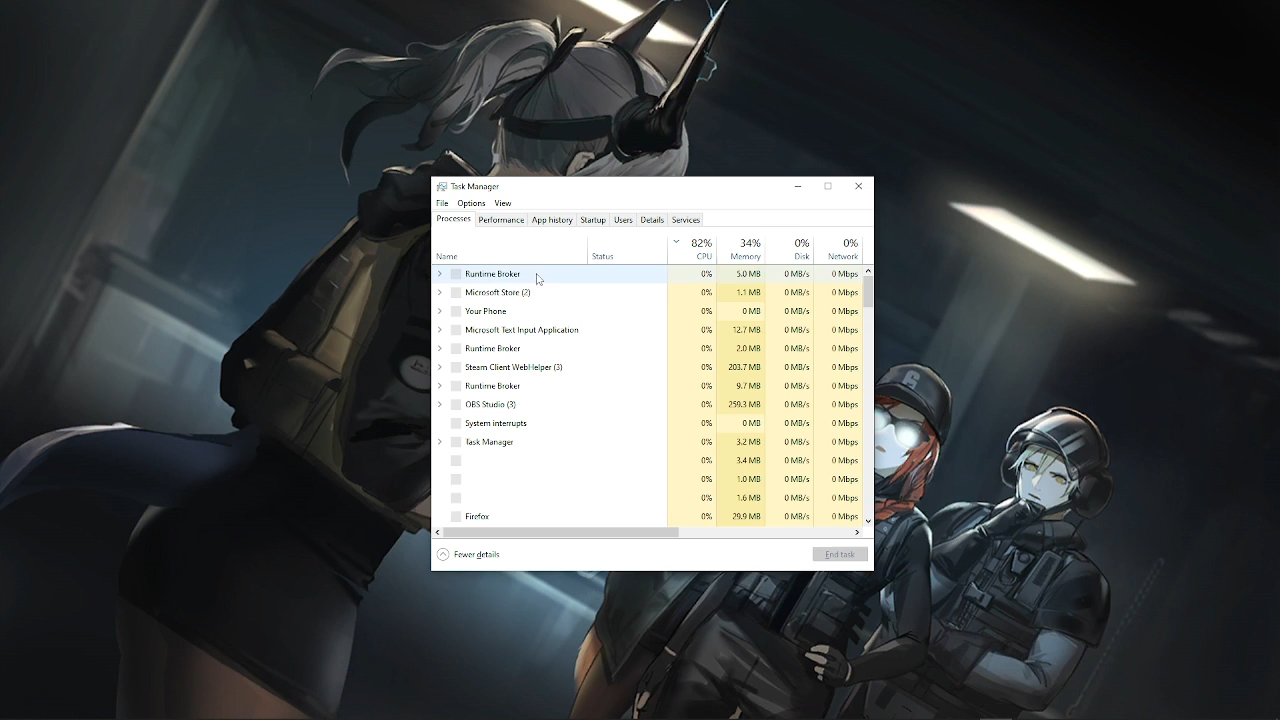 Task Manager
File Options View
Processes Performance App history Startup Users Details Services
82% 34% 0% 0%
Name Status CPU Memory Disk Network
Runtime Broker 0% 5.0 MB 0 MB/s 0 Mbps
Microsoft Store (2) 0% 1.1 MB 0 MB/s 0 Mbps
Your Phone 0% 0 MB 0 MB/s 0 Mbps
Microsoft Text Input Application 0% 12.7 MB 0 MB/s 0 Mbps
Runtime Broker 0% 2.0 MB 0 MB/s 0 Mbps
Steam Client WebHelper (3) 0% 203.7 MB 0 MB/s 0 Mbps
Runtime Broker 0% 9.7 MB 0 MB/s 0 Mbps
OBS Studio (3) 0% 259.3 MB 0 MB/s 0 Mbps
System interrupts 0% 0 MB 0 MB/s 0 Mbps
Task Manager 0% 3.2 MB 0 MB/s 0 Mbps
0% 3.4 MB 0 MB/s 0 Mbps
0% 1.0 MB 0 MB/s 0 Mbps
0% 1.6 MB 0 MB/s 0 Mbps
Firefox 0% 29.9 MB 0 MB/s 0 Mbps
Fewer details End task
6